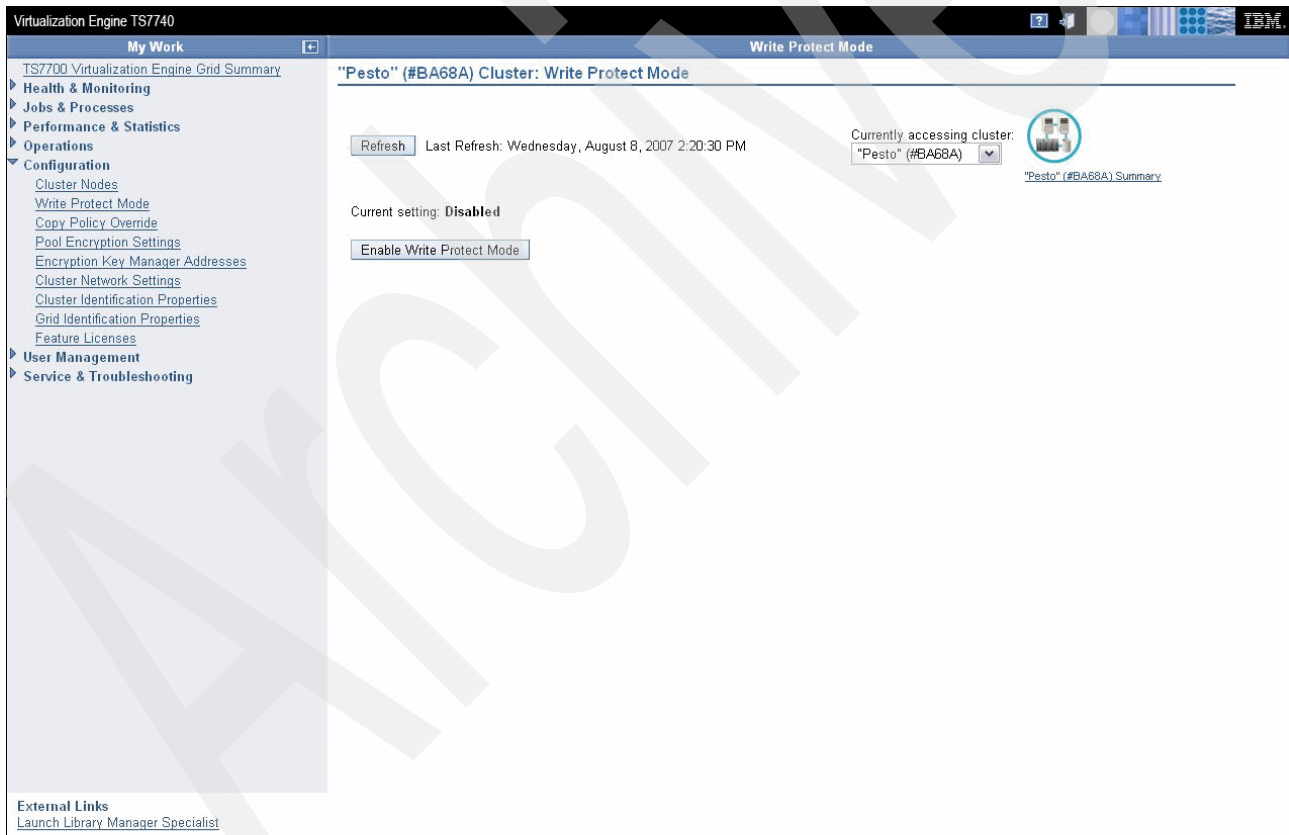 Virtualization Engine TS7740
?
IBM.
My Work
Write Protect Mode
TS7700 Virtualization Engine Grid Summary
Health & Monitoring
Jobs & Processes
Performance & Statistics
Operations
Configuration
Cluster Nodes
Write Protect Mode
Copy Policy Override
Pool Encryption Settings
Encryption Key Manager Addresses
Cluster Network Settings
Cluster Identification Properties
Grid Identification Properties
Feature Licenses
User Management
Service & Troubleshooting
External Links
Launch Library Manager Specialist
"Pesto" (#BA68A) Cluster: Write Protect Mode
Refresh Last Refresh: Wednesday, August 8, 2007 2:20:30 PM
Currently accessing cluster:
"Pesto" (#BA68A)
"Pesto" (#BA68A) Summary
Current setting: Disabled
Enable Write Protect Mode
Archive